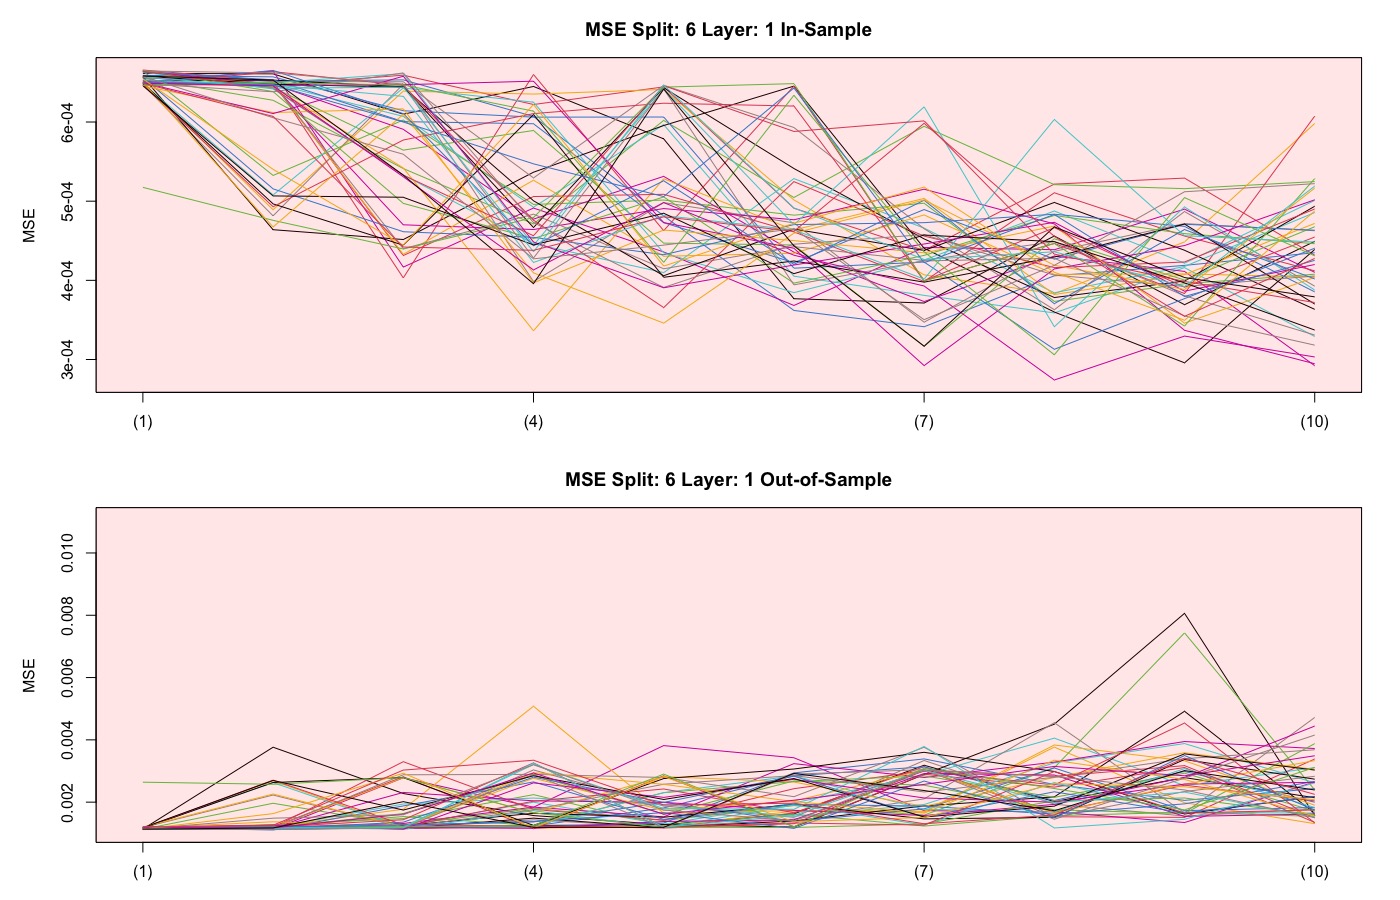 MSE Split: 6 Layer: 1 In-Sample
MSE
6e-04
5e-04
4e-04
3e-04
(1) (4) (7) (10)
MSE Split: 6 Layer: 1 Out-of-Sample
MSE
0.010
0.008
0.006
0.004
0.002
(1) (4) (7) (10)